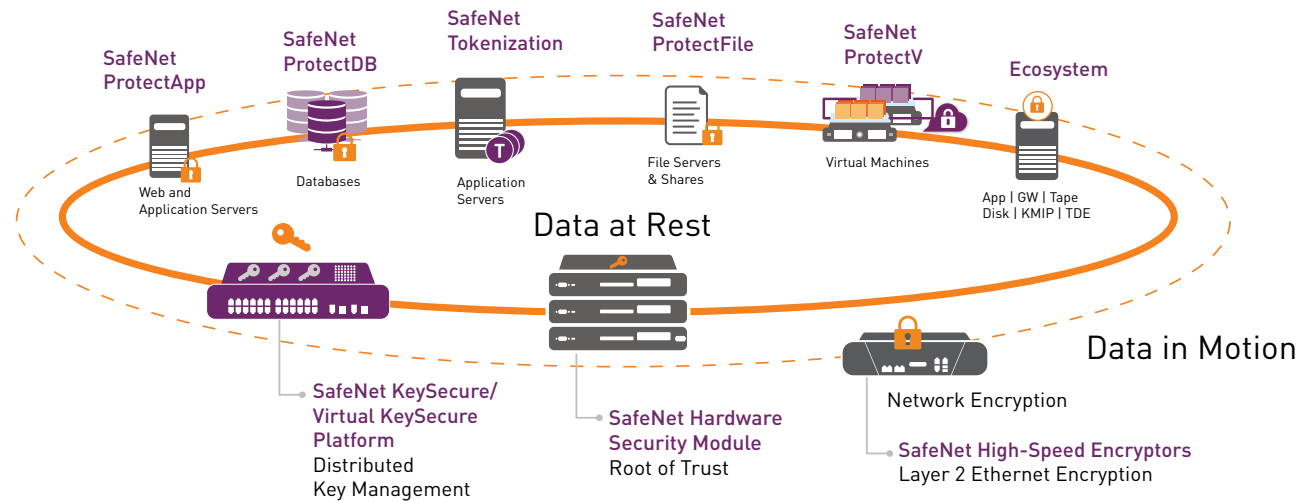 SafeNet
ProtectApp
SafeNet
ProtectDB
SafeNet
Tokenization
SafeNet
ProtectFile
SafeNet
ProtectV
Ecosystem
T
Web and
Application Servers
Databases
Application
Servers
File Servers
& Shares
Virtual Machines
App | GW | Tape
Disk | KMIP | TDE
Data at Rest
Data in Motion
SafeNet KeySecure/
Virtual KeySecure
Platform
Distributed
Key Management
SafeNet Hardware
Security Module
Root of Trust
Network Encryption
SafeNet High-Speed Encryptors
Layer 2 Ethernet Encryption